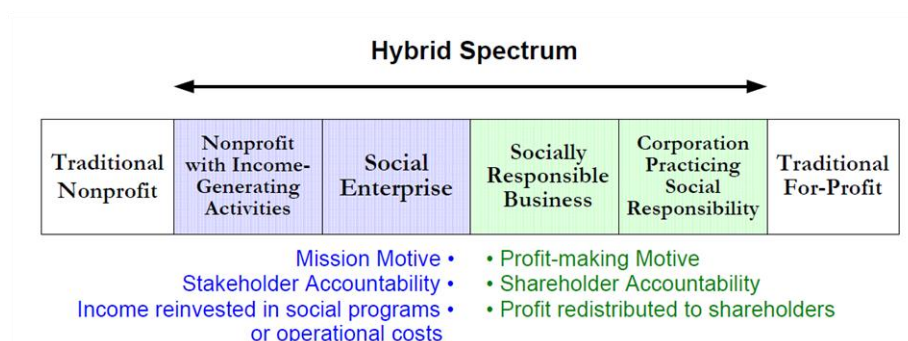 Hybrid Spectrum
Traditional
Nonprofit
Nonprofit
with Income-
Generating
Activities
Social
Enterprise
Socially
Responsible
Business
Corporation
Practicing
Social
Responsibility
Traditional
For-Profit
Mission Motive •
Stakeholder Accountability •
Income reinvested in social programs •
or operational costs
• Profit-making Motive
• Shareholder Accountability
• Profit redistributed to shareholders